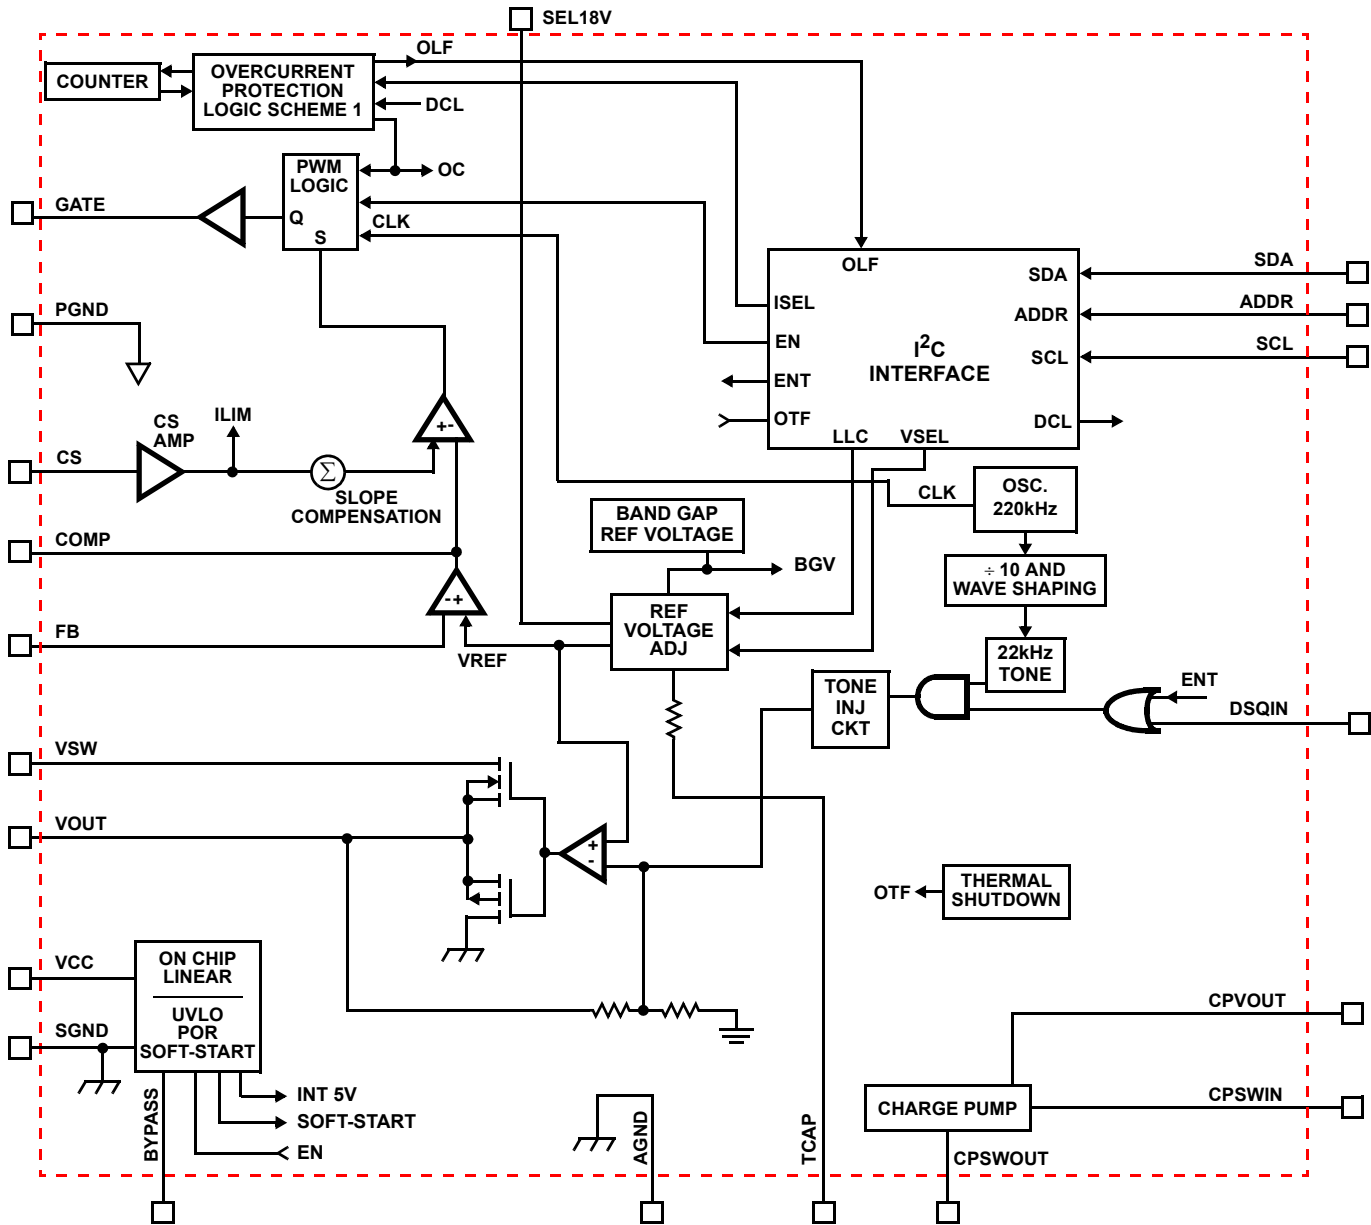 SEL18V
OLF
COUNTER
OVERCURRENT
PROTECTION
LOGIC SCHEME 1
DCL
OC
PWM
LOGIC
Q
S
CLK
GATE
PGND
OLF
SDA
ADDR
SCL
ISEL
EN
ENT
OTF
I2C
INTERFACE
LLC
VSEL
DCL
SDA
ADDR
SCL
CS
AMP
ILIM
+-
CS
Σ
SLOPE
COMPENSATION
COMP
CLK
OSC.
220kHz
BAND GAP
REF VOLTAGE
BGV
÷ 10 AND
WAVE SHAPING
-+
FB
VREF
REF
VOLTAGE
ADJ
22kHz
TONE
TONE
INJ
CKT
ENT
DSQIN
VSW
VOUT
+
-
THERMAL
SHUTDOWN
OTF
VCC
SGND
ON CHIP
LINEAR
UVLO
POR
SOFT-START
INT 5V
SOFT-START
EN
BYPASS
AGND
TCAP
CPVOUT
CPSWIN
CHARGE PUMP
CPSWOUT